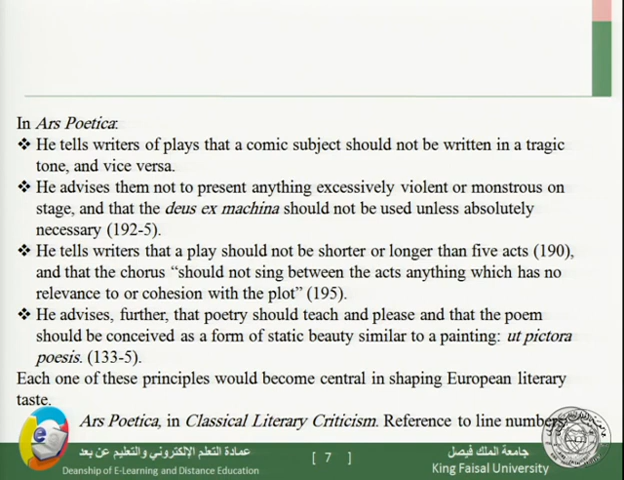 In Ars Poetica:
❖ He tells writers of plays that a comic subject should not be written in a tragic
tone, and vice versa.
❖ He advises them not to present anything excessively violent or monstrous on
stage, and that the deus ex machina should not be used unless absolutely
necessary (192-5).
❖ He tells writers that a play should not be shorter or longer than five acts (190),
and that the chorus “should not sing between the acts anything which has no
relevance to or cohesion with the plot” (195).
❖ He advises, further, that poetry should teach and please and that the poem
should be conceived as a form of static beauty similar to a painting: ut pictora
poesis. (133-5).
Each one of these principles would become central in shaping European literary
taste.
Ars Poetica, in Classical Literary Criticism. Reference to line numbers
جامعة الملك فيصل
King Faisal University
[ 7 ]
عمادة التعلم الإلكتروني والتعليم عن بعد
Deanship of E-Learning and Distance Education